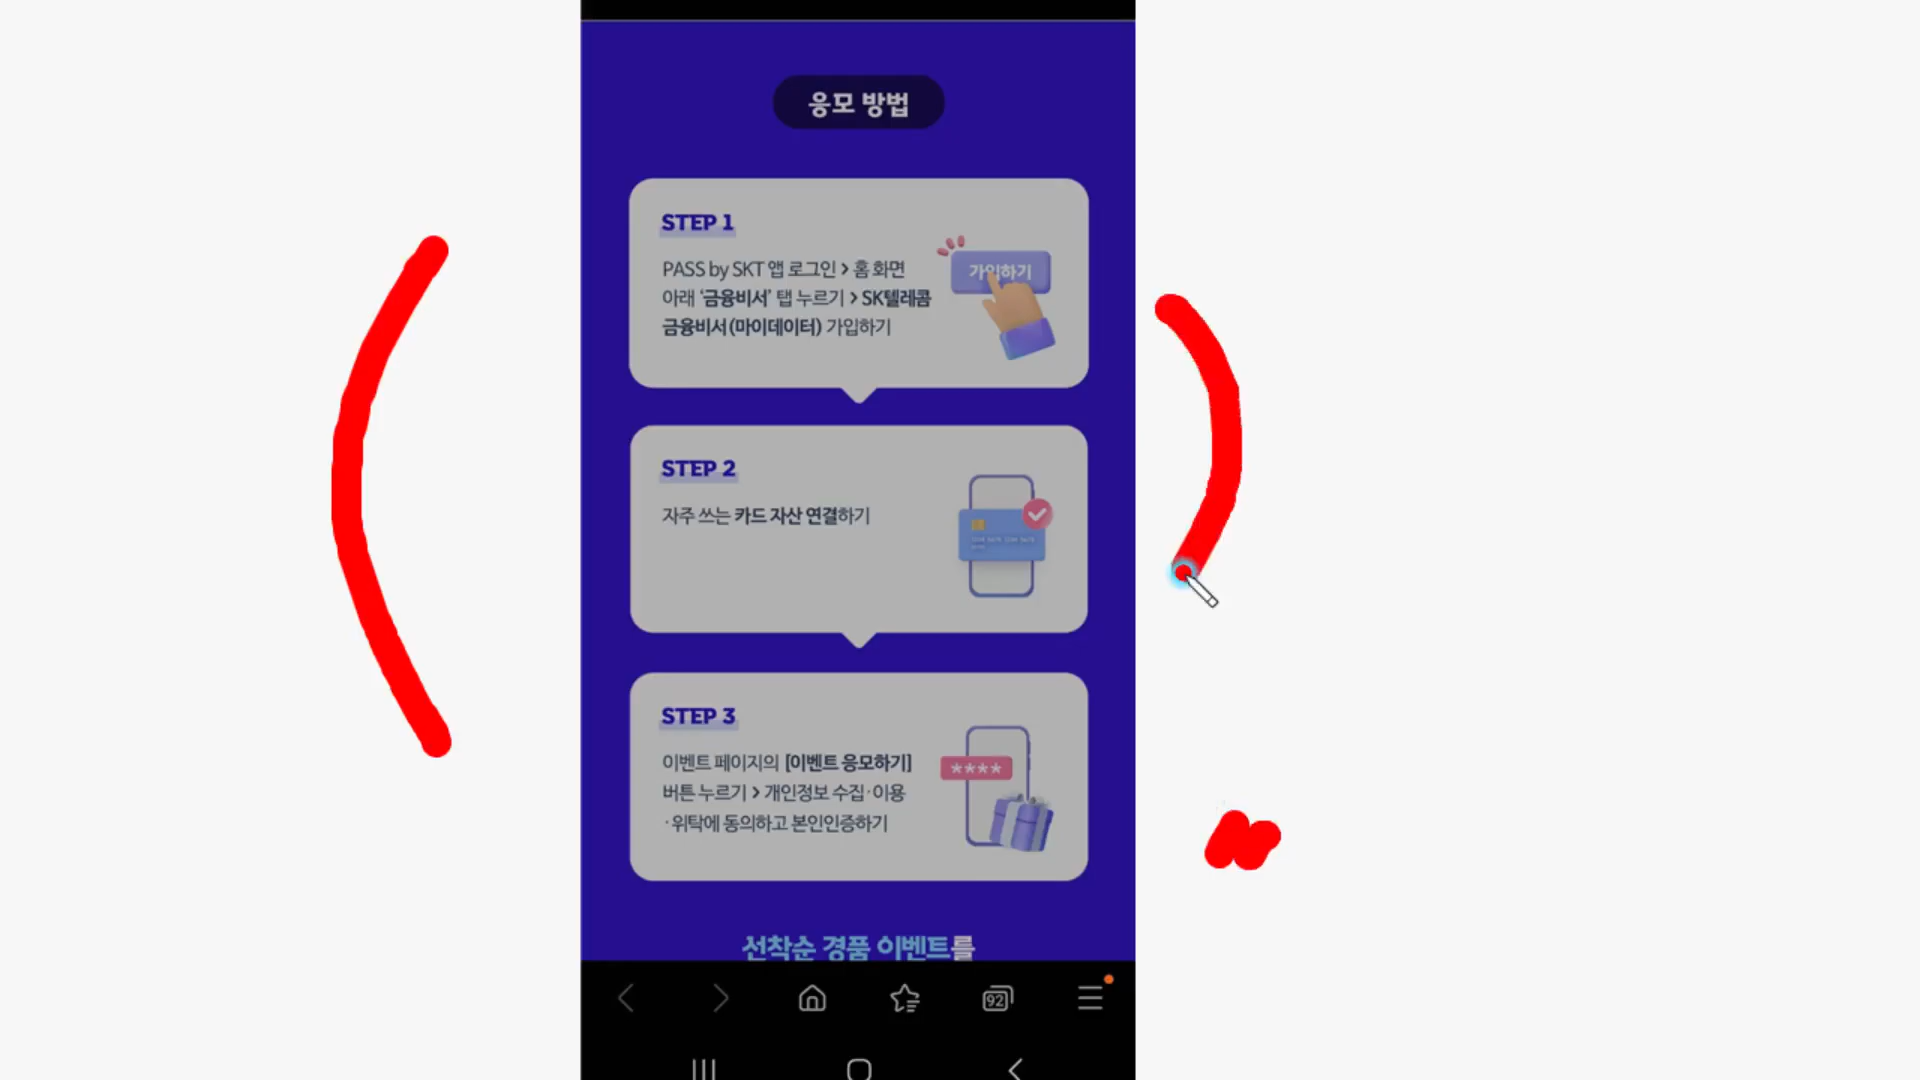 응모 방법
STEP 1
PASS by SKT 앱 로그인 > 홈 화면
아래 '금융비서' 탭 누르기 > SK텔레콤
금융비서(마이데이터) 가입하기
가입하기
STEP 2
자주 쓰는 카드 자산 연결하기
STEP 3
이벤트 페이지의 [이벤트 응모하기]
버튼 누르기 > 개인정보 수집·이용
·위탁에 동의하고 본인인증하기
****
선착순 경품 이벤트를
92